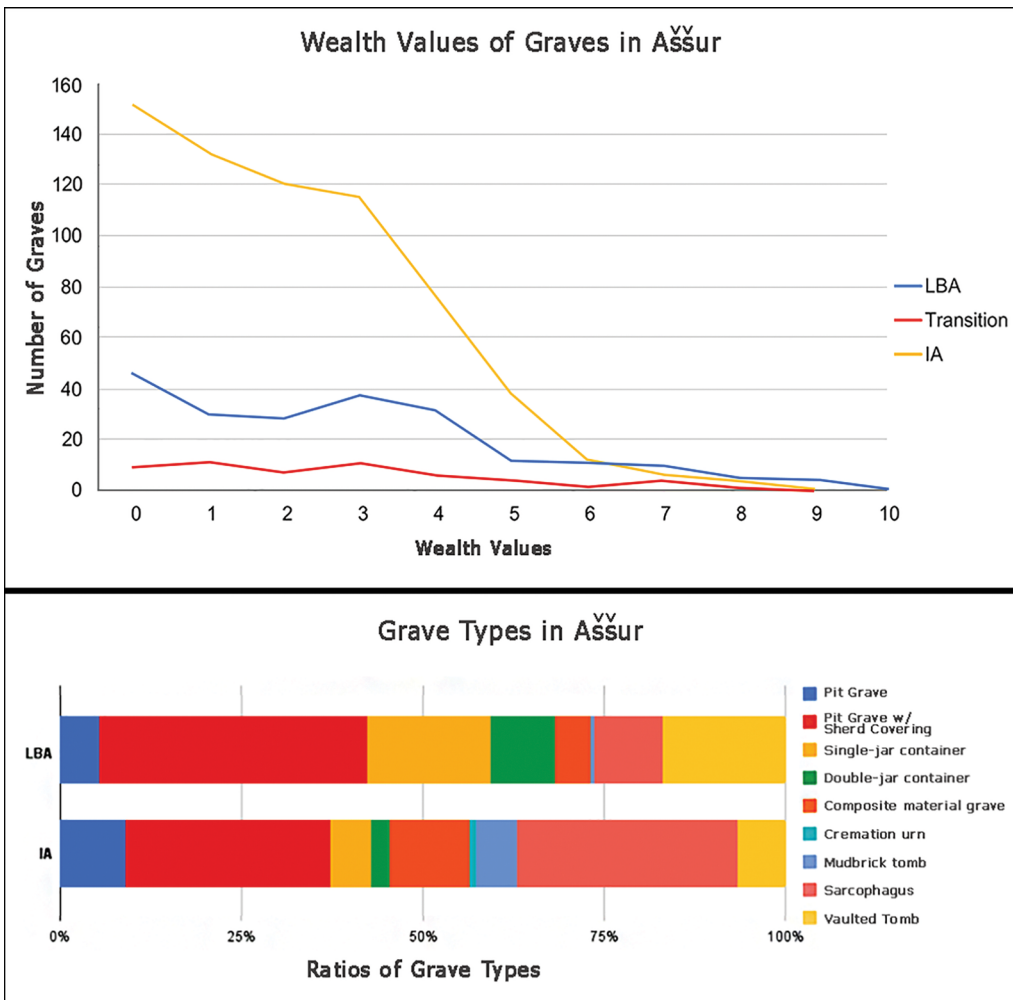 Wealth Values of Graves in Aššur
Number of Graves
160
140
120
100
80
60
40
20
0
0 1 2 3 4 5 6 7 8 9 10
Wealth Values
LBA
Transition
IA
Grave Types in Aššur
LBA
IA
0% 25% 50% 75% 100%
Ratios of Grave Types
Pit Grave
Pit Grave w/
Sherd Covering
Single-jar container
Double-jar container
Composite material grave
Cremation urn
Mudbrick tomb
Sarcophagus
Vaulted Tomb